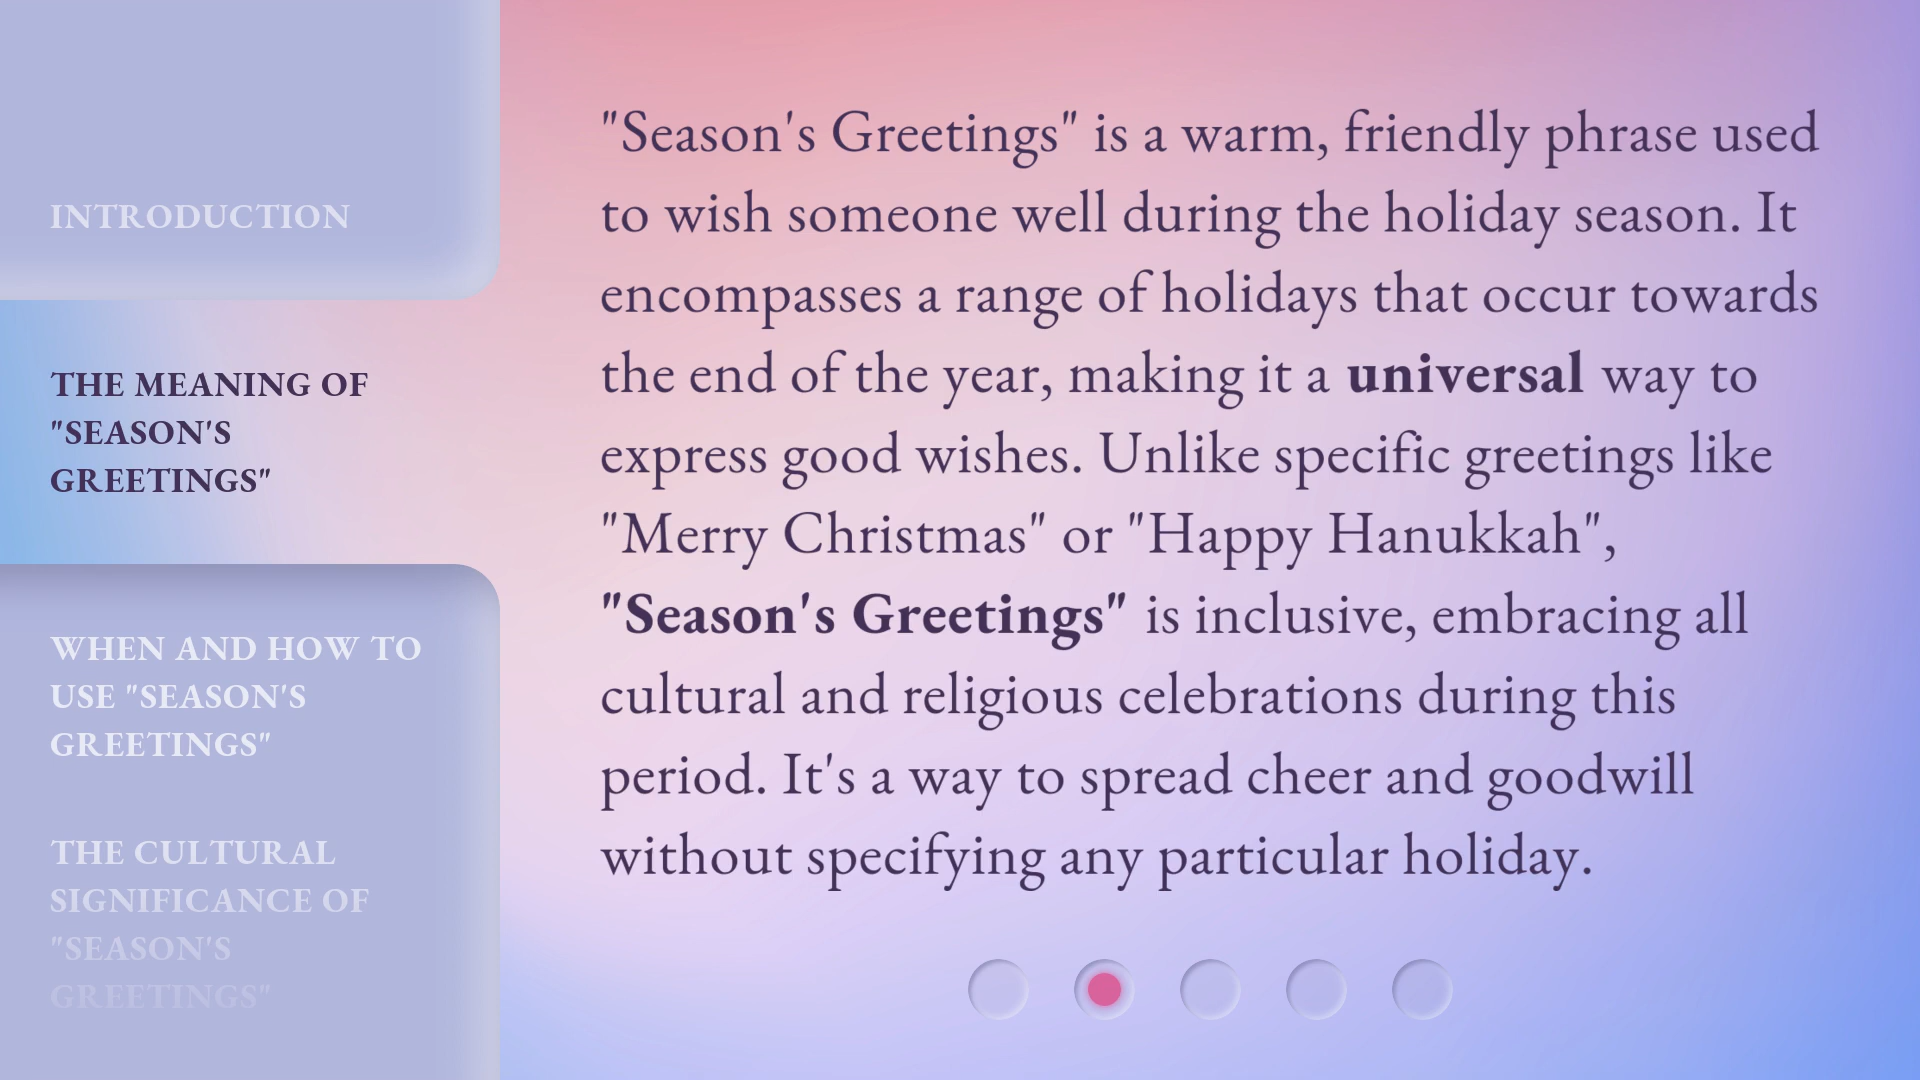 INTRODUCTION
THE MEANING OF
"SEASON'S
GREETINGS"
WHEN AND HOW TO
USE "SEASON'S
GREETINGS"
THE CULTURAL
SIGNIFICANCE OF
"SEASON'S
GREETINGS"
"Season's Greetings" is a warm, friendly phrase used
to wish someone well during the holiday season. It
encompasses a range of holidays that occur towards
the end of the year, making it a universal way to
express good wishes. Unlike specific greetings like
"Merry Christmas" or "Happy Hanukkah",
"Season's Greetings" is inclusive, embracing all
cultural and religious celebrations during this
period. It's a way to spread cheer and goodwill
without specifying any particular holiday.